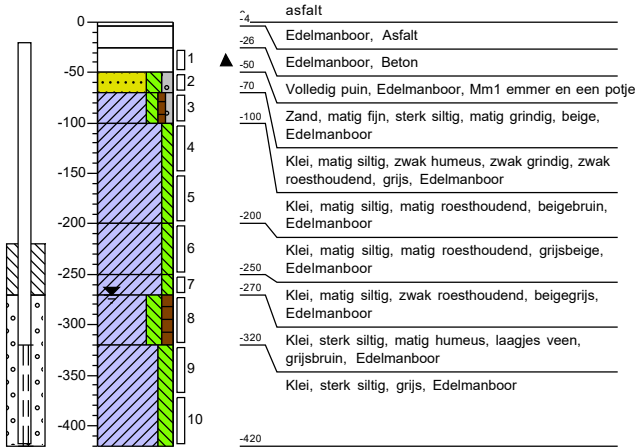 0
-50
-100
-150
-200
-250
-300
-350
-400
1
2
3
4
5
6
7
8
9
10
asfalt
-4
Edelmanboor, Asfalt
-26
Edelmanboor, Beton
-50
Volledig puin, Edelmanboor, Mm1 emmer en een potje
-70
Zand, matig fijn, sterk siltig, matig grindig, beige,
Edelmanboor
-100
Klei, matig siltig, zwak humeus, zwak grindig, zwak
roesthoudend, grijs, Edelmanboor
Klei, matig siltig, matig roesthoudend, beigebruin,
Edelmanboor
-200
Klei, matig siltig, matig roesthoudend, grijsbeige,
Edelmanboor
-250
-270
Klei, matig siltig, zwak roesthoudend, beigegrijs,
Edelmanboor
-320
Klei, sterk siltig, matig humeus, laagjes veen,
grijsbruin, Edelmanboor
Klei, sterk siltig, grijs, Edelmanboor
-420